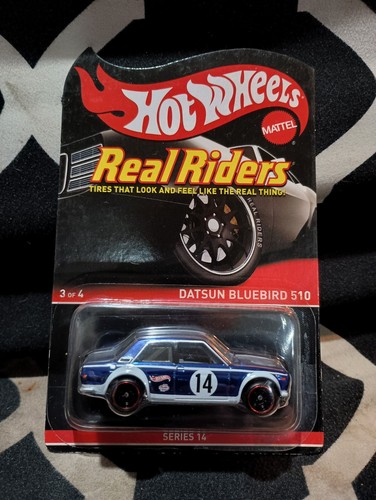 HOT WHEELS
MATTEL
Real Riders
TIRES THAT LOOK AND FEEL LIKE THE REAL THING!
REAL RIDERS
3 OF 4
DATSUN BLUEBIRD 510
14
SERIES 14